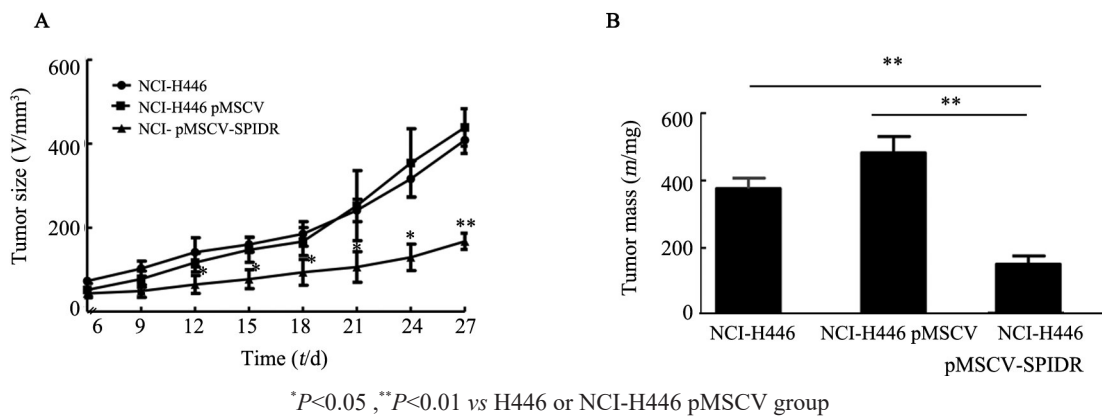 A
600
400
200
0
Tumor size (V/mm³)
NCI-H446
NCI-H446 pMSCV
NCI- pMSCV-SPIDR
*
*
*
*
*
**
6 9 12 15 18 21 24 27
Time (t/d)
B
**
**
600
400
200
0
Tumor mass (m/mg)
NCI-H446 NCI-H446 pMSCV NCI-H446
pMSCV-SPIDR
*P<0.05 ,**P<0.01 vs H446 or NCI-H446 pMSCV group